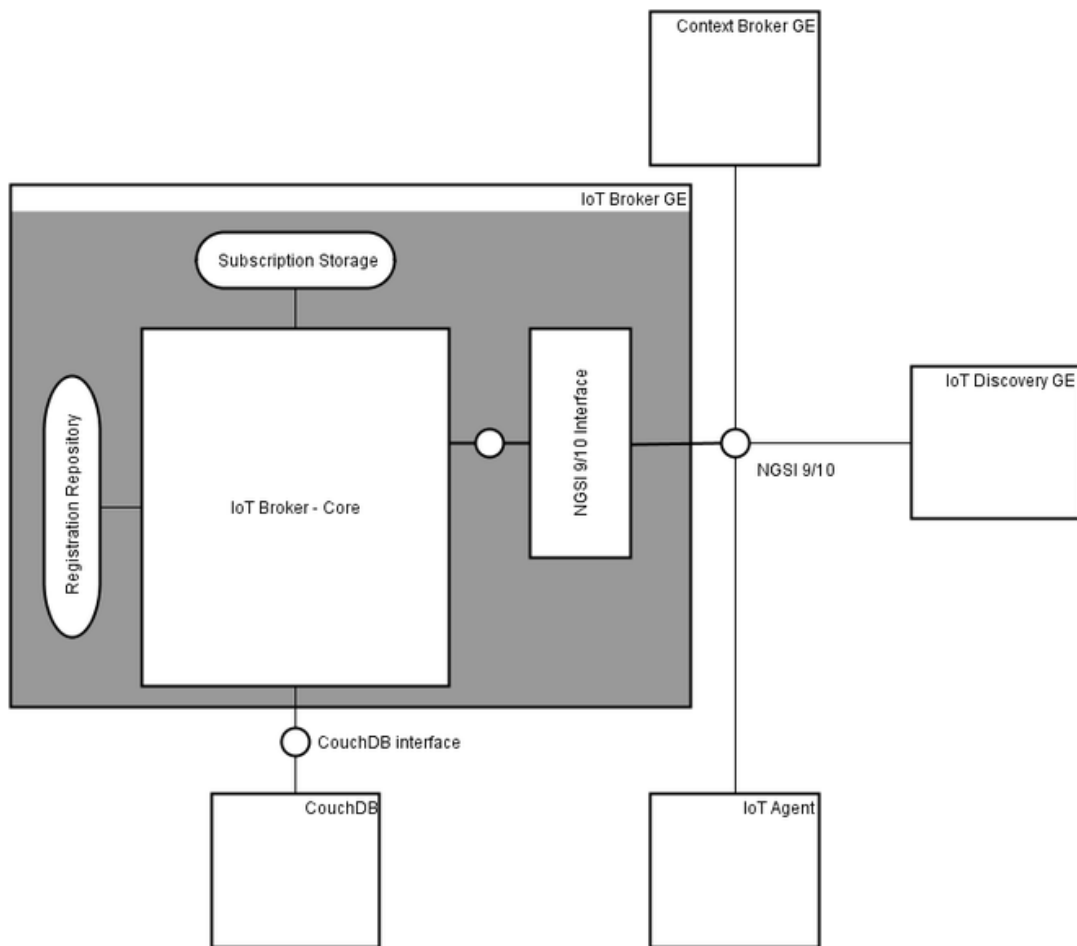 Context Broker GE
IoT Broker GE
Subscription Storage
Registration Repository
IoT Broker - Core
NGSI 9/10 Interface
IoT Discovery GE
NGSI 9/10
CouchDB interface
CouchDB
IoT Agent